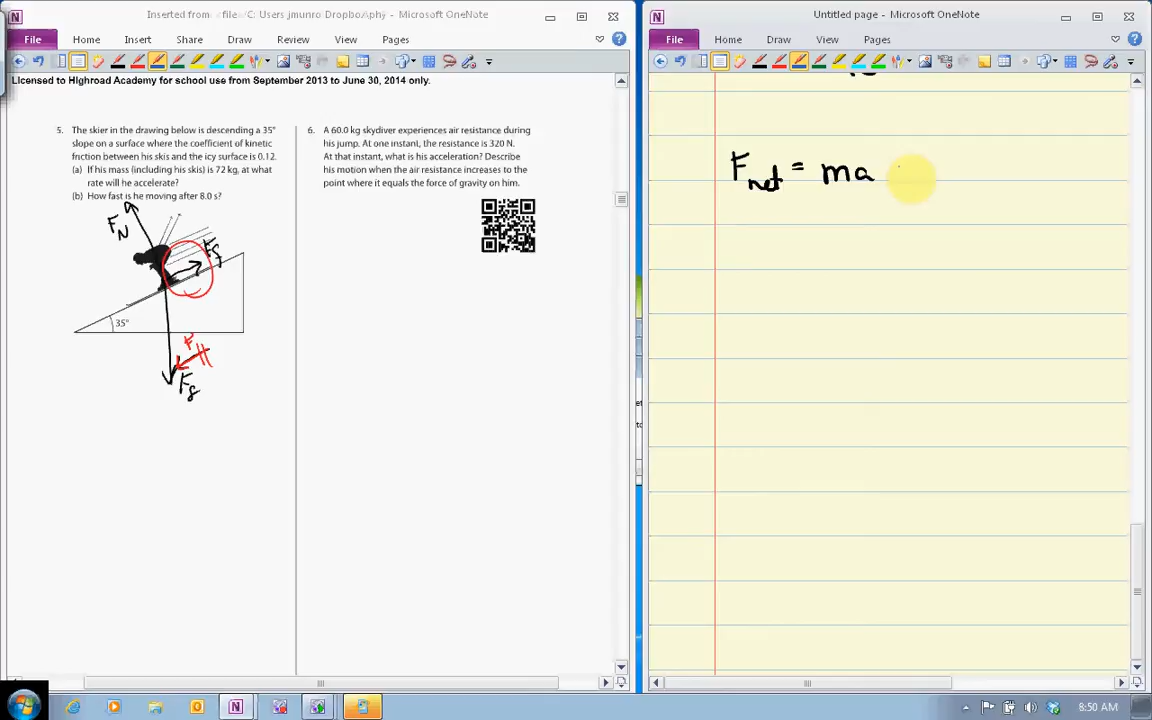 Inserted from: file C: Users jmunro Dropbox\phy - Microsoft OneNote
File Home Insert Share Draw Review View Pages
Licensed to Highroad Academy for school use from September 2013 to June 30, 2014 only.
5. The skier in the drawing below is descending a 35°
slope on a surface where the coefficient of kinetic
friction between his skis and the icy surface is 0.12.
(a) If his mass (including his skis) is 72 kg, at what
rate will he accelerate?
(b) How fast is he moving after 8.0 s?
FN
Ff
35°
F
Fg
6. A 60.0 kg skydiver experiences air resistance during
his jump. At one instant, the resistance is 320 N.
At that instant, what is his acceleration? Describe
his motion when the air resistance increases to the
point where it equals the force of gravity on him.
Untitled page - Microsoft OneNote
File Home Draw View Pages
Fnet = ma
8:50 AM